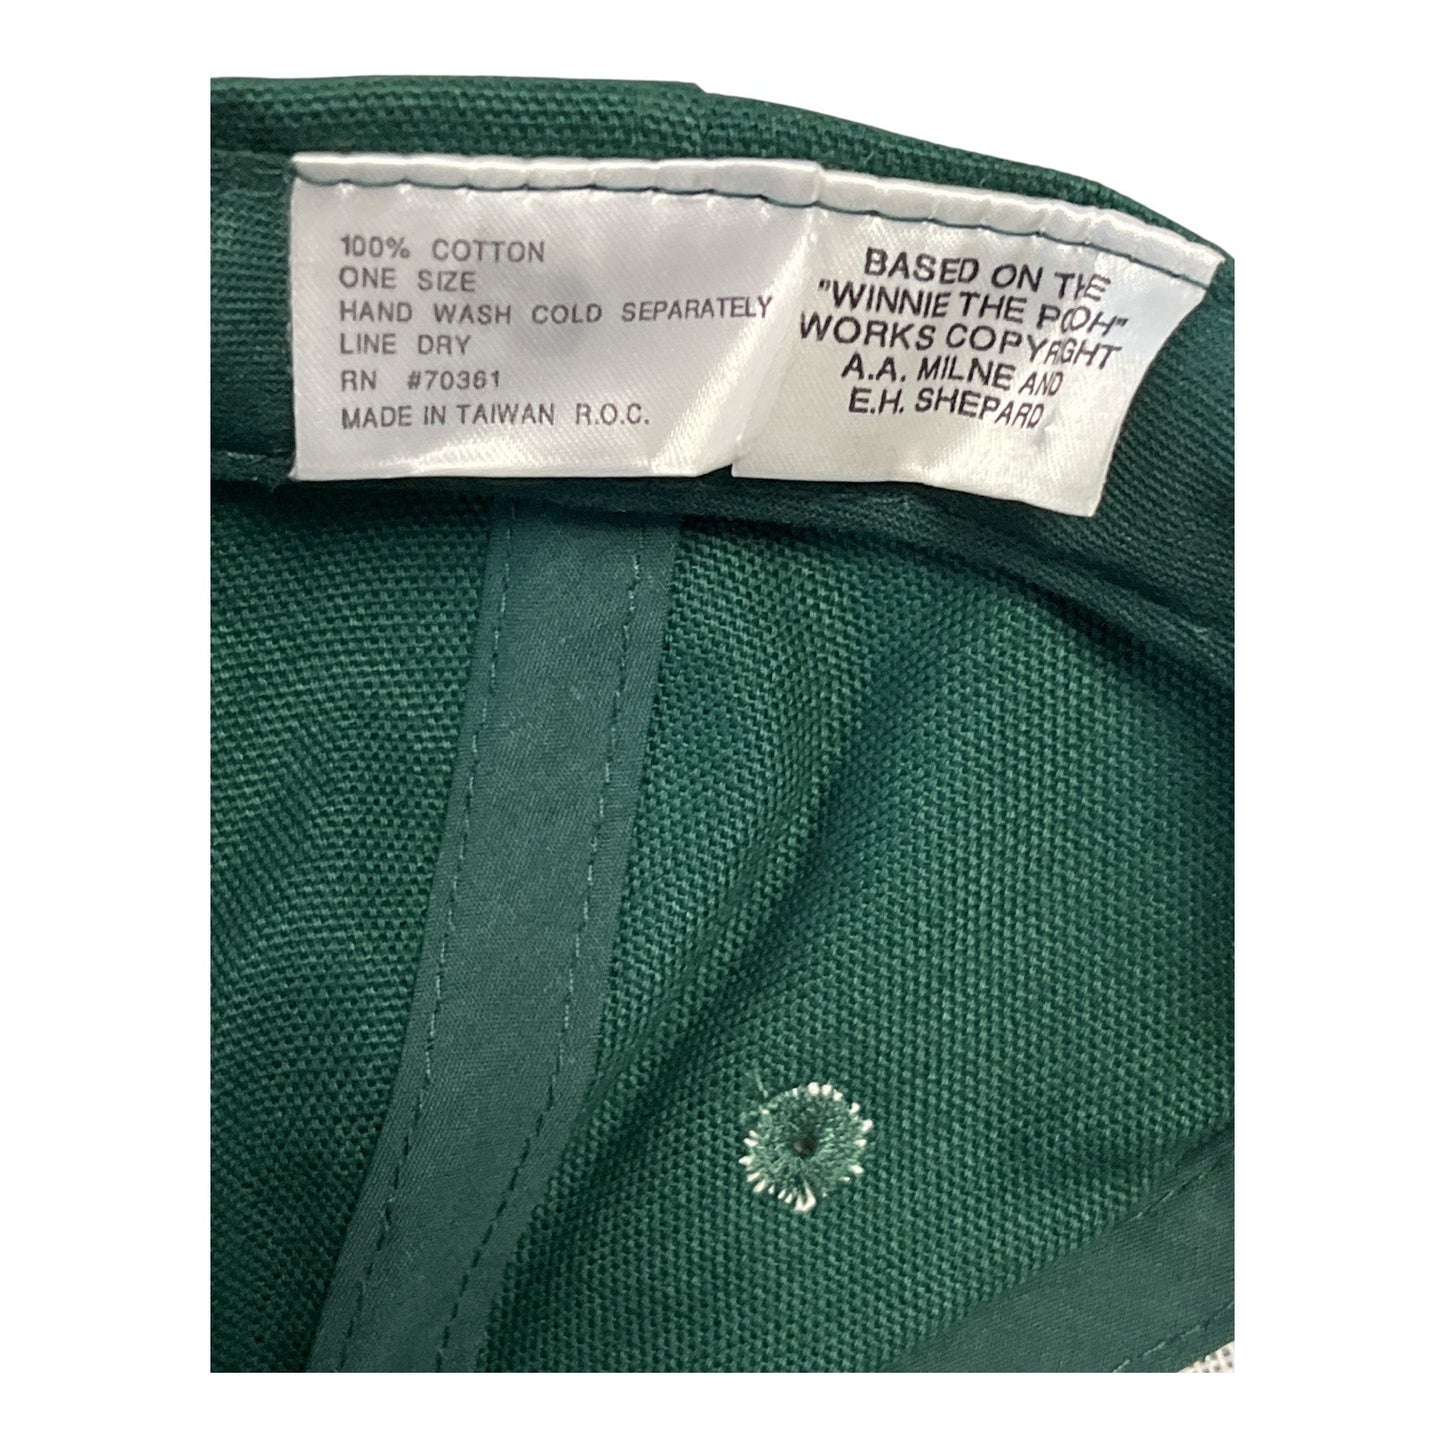 100% COTTON
ONE SIZE
HAND WASH COLD SEPARATELY
LINE DRY
RN #70361
MADE IN TAIWAN R.O.C.
BASED ON THE
"WINNIE THE POOH"
WORKS COPYRIGHT
A.A. MILNE AND
E.H. SHEPARD